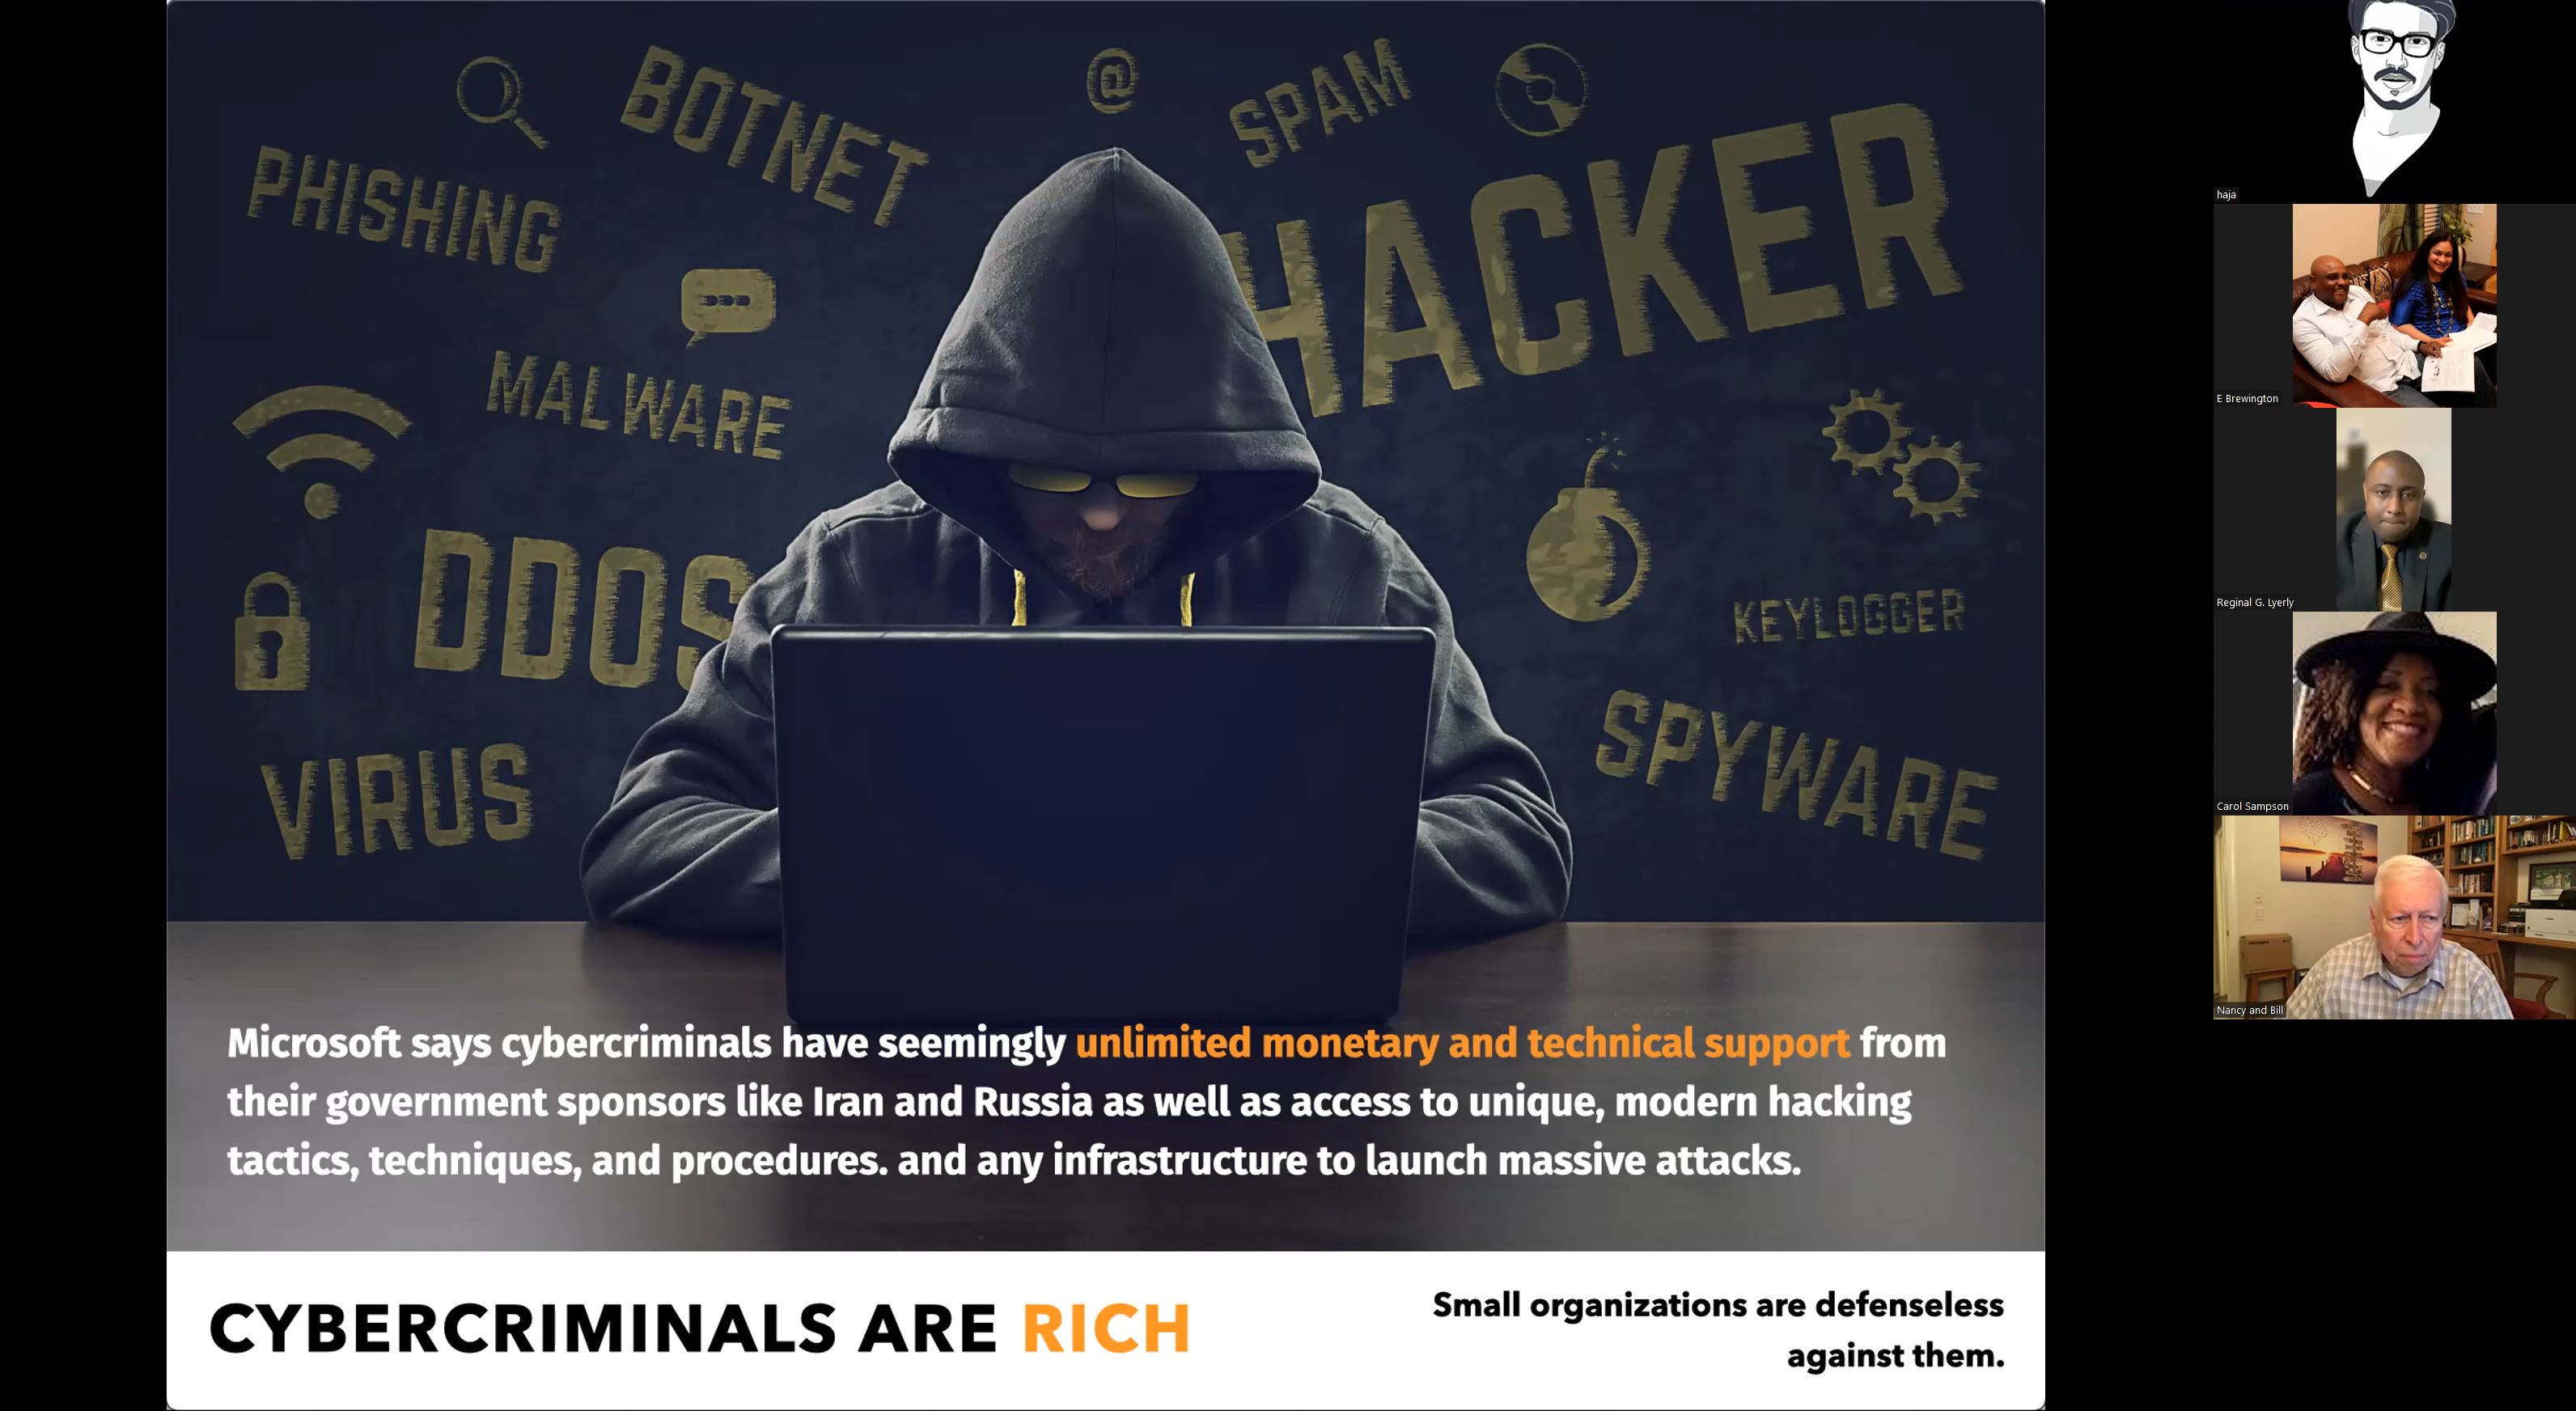 BOTNET
@
SPAM
PHISHING
HACKER
MALWARE
DDOS
KEYLOGGER
SPYWARE
VIRUS
Microsoft says cybercriminals have seemingly unlimited monetary and technical support from
their government sponsors like Iran and Russia as well as access to unique, modern hacking
tactics, techniques, and procedures. and any infrastructure to launch massive attacks.
CYBERCRIMINALS ARE RICH
Small organizations are defenseless
against them.
haja
E Brewington
Reginal G. Lyerly
Carol Sampson
Nancy and Bill